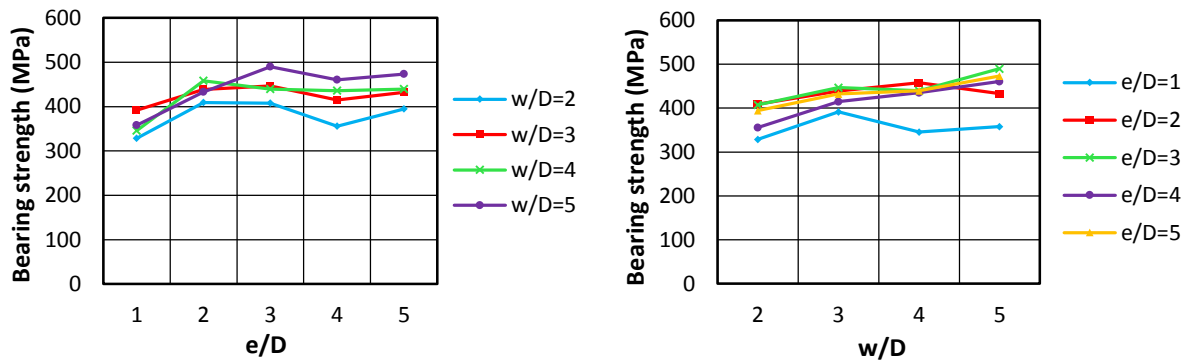 600
500
400
300
200
100
0
Bearing strength (MPa)
1 2 3 4 5
e/D
w/D=2
w/D=3
w/D=4
w/D=5
600
500
400
300
200
100
0
Bearing strength (MPa)
2 3 4 5
w/D
e/D=1
e/D=2
e/D=3
e/D=4
e/D=5